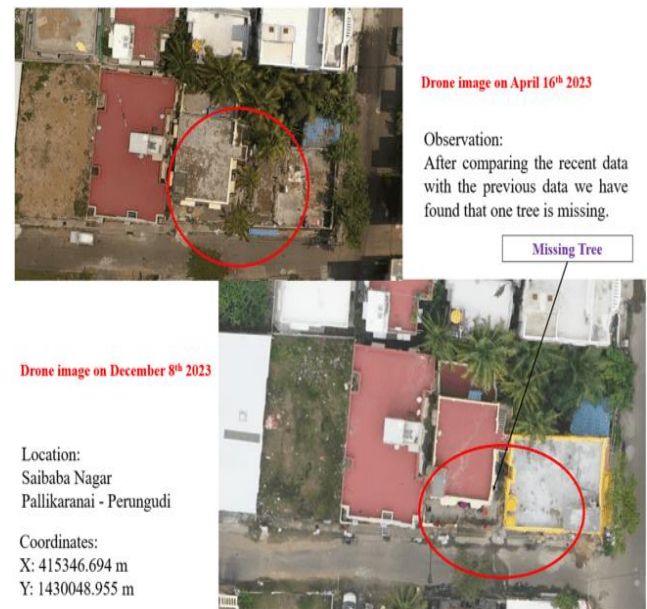 Drone image on April 16th 2023
Observation:
After comparing the recent data
with the previous data we have
found that one tree is missing.
Missing Tree
Drone image on December 8th 2023
Location:
Saibaba Nagar
Pallikaranai - Perungudi
Coordinates:
X: 415346.694 m
Y: 1430048.955 m